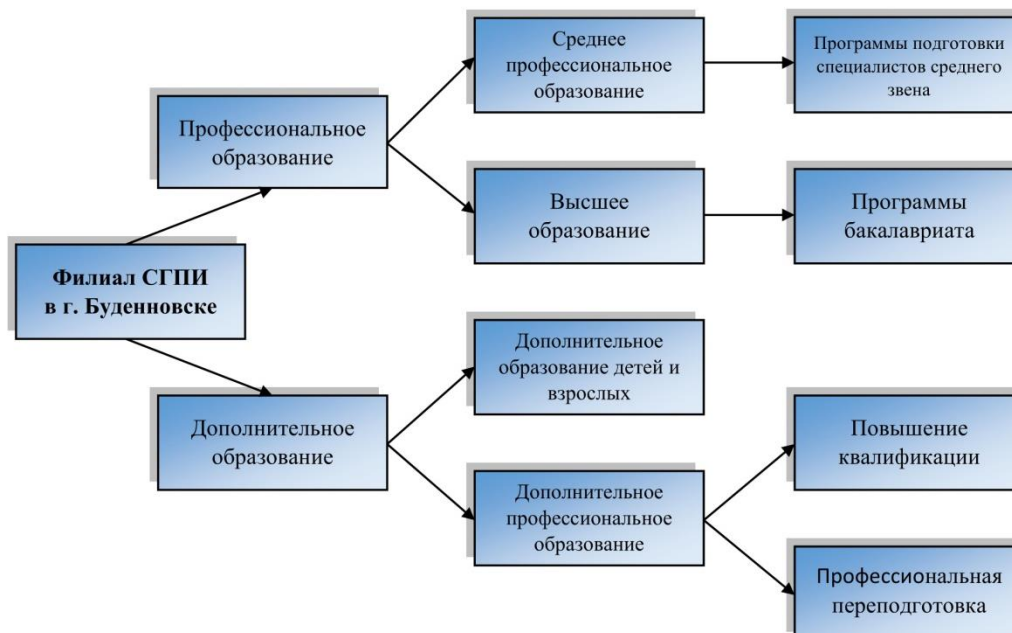 Среднее
профессиональное
образование
Программы подготовки
специалистов среднего
звена
Профессиональное
образование
Высшее
образование
Программы
бакалавриата
Филиал СГПИ
в г. Буденновске
Дополнительное
образование детей и
взрослых
Дополнительное
образование
Повышение
квалификации
Дополнительное
профессиональное
образование
Профессиональная
переподготовка